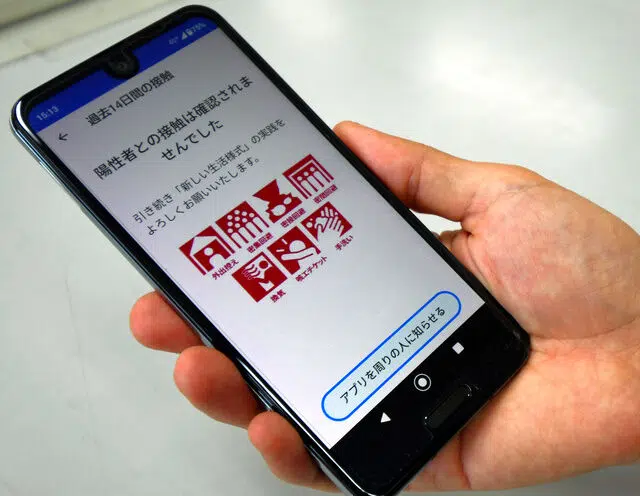 15:13
4G 75%
← 過去14日間の接触
陽性者との接触は確認されま
せんでした
引き続き「新しい生活様式」の実践を
よろしくお願いいたします。
外出控え 密集回避 密接回避 密閉回避
換気 咳エチケット 手洗い
アプリを周りの人に知らせる